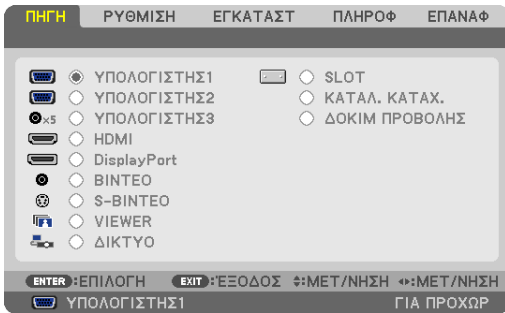 ΠΗΓΗ ΡΥΘΜΙΣΗ ΕΓΚΑΤΑΣΤ ΠΛΗΡΟΦ ΕΠΑΝΑΦ
ΥΠΟΛΟΓΙΣΤΗΣ1 SLOT
ΥΠΟΛΟΓΙΣΤΗΣ2 ΚΑΤΑΛ. ΚΑΤΑΧ.
×5 ΥΠΟΛΟΓΙΣΤΗΣ3 ΔΟΚΙΜ ΠΡΟΒΟΛΗΣ
HDMI
DisplayPort
ΒΙΝΤΕΟ
S-ΒΙΝΤΕΟ
VIEWER
ΔΙΚΤΥΟ
ENTER :ΕΠΙΛΟΓΗ EXIT :ΈΞΟΔΟΣ :ΜΕΤ/ΝΗΣΗ :ΜΕΤ/ΝΗΣΗ
ΥΠΟΛΟΓΙΣΤΗΣ1 ΓΙΑ ΠΡΟΧΩΡ